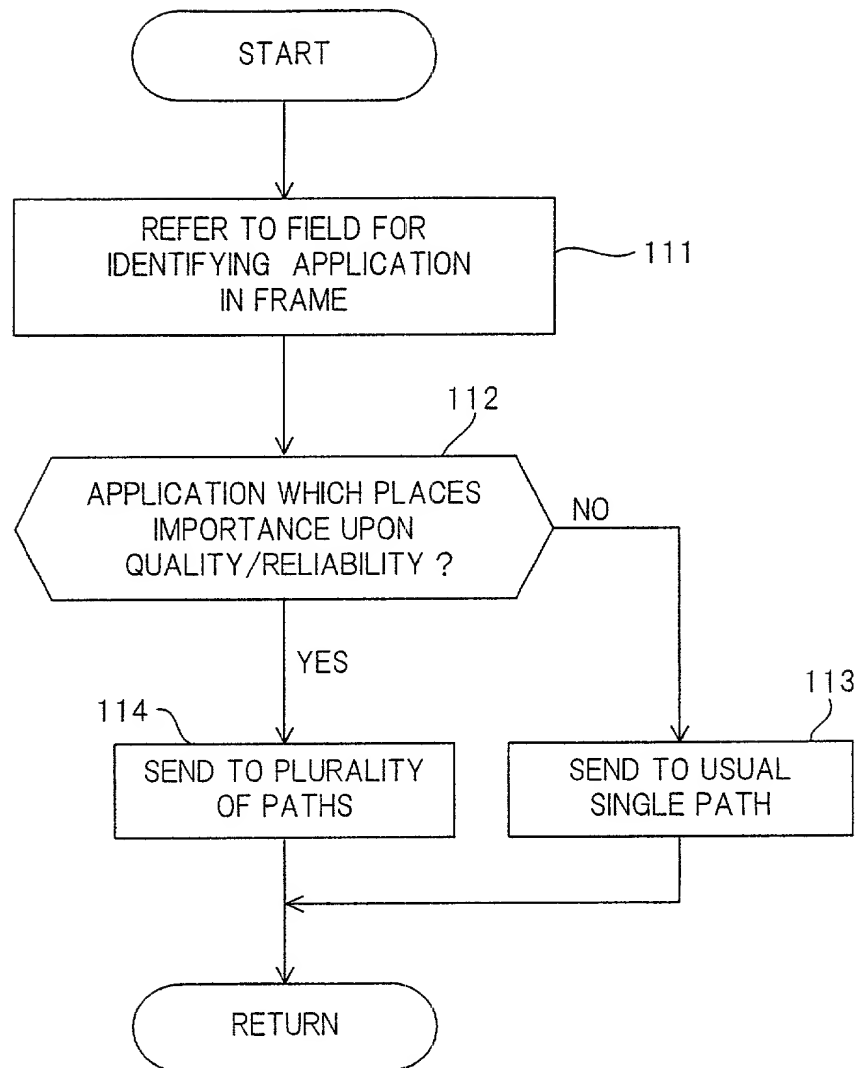 START
REFER TO FIELD FOR
IDENTIFYING APPLICATION
IN FRAME
111
112
APPLICATION WHICH PLACES
IMPORTANCE UPON
QUALITY/RELIABILITY ?
NO
YES
114
113
SEND TO PLURALITY
OF PATHS
SEND TO USUAL
SINGLE PATH
RETURN